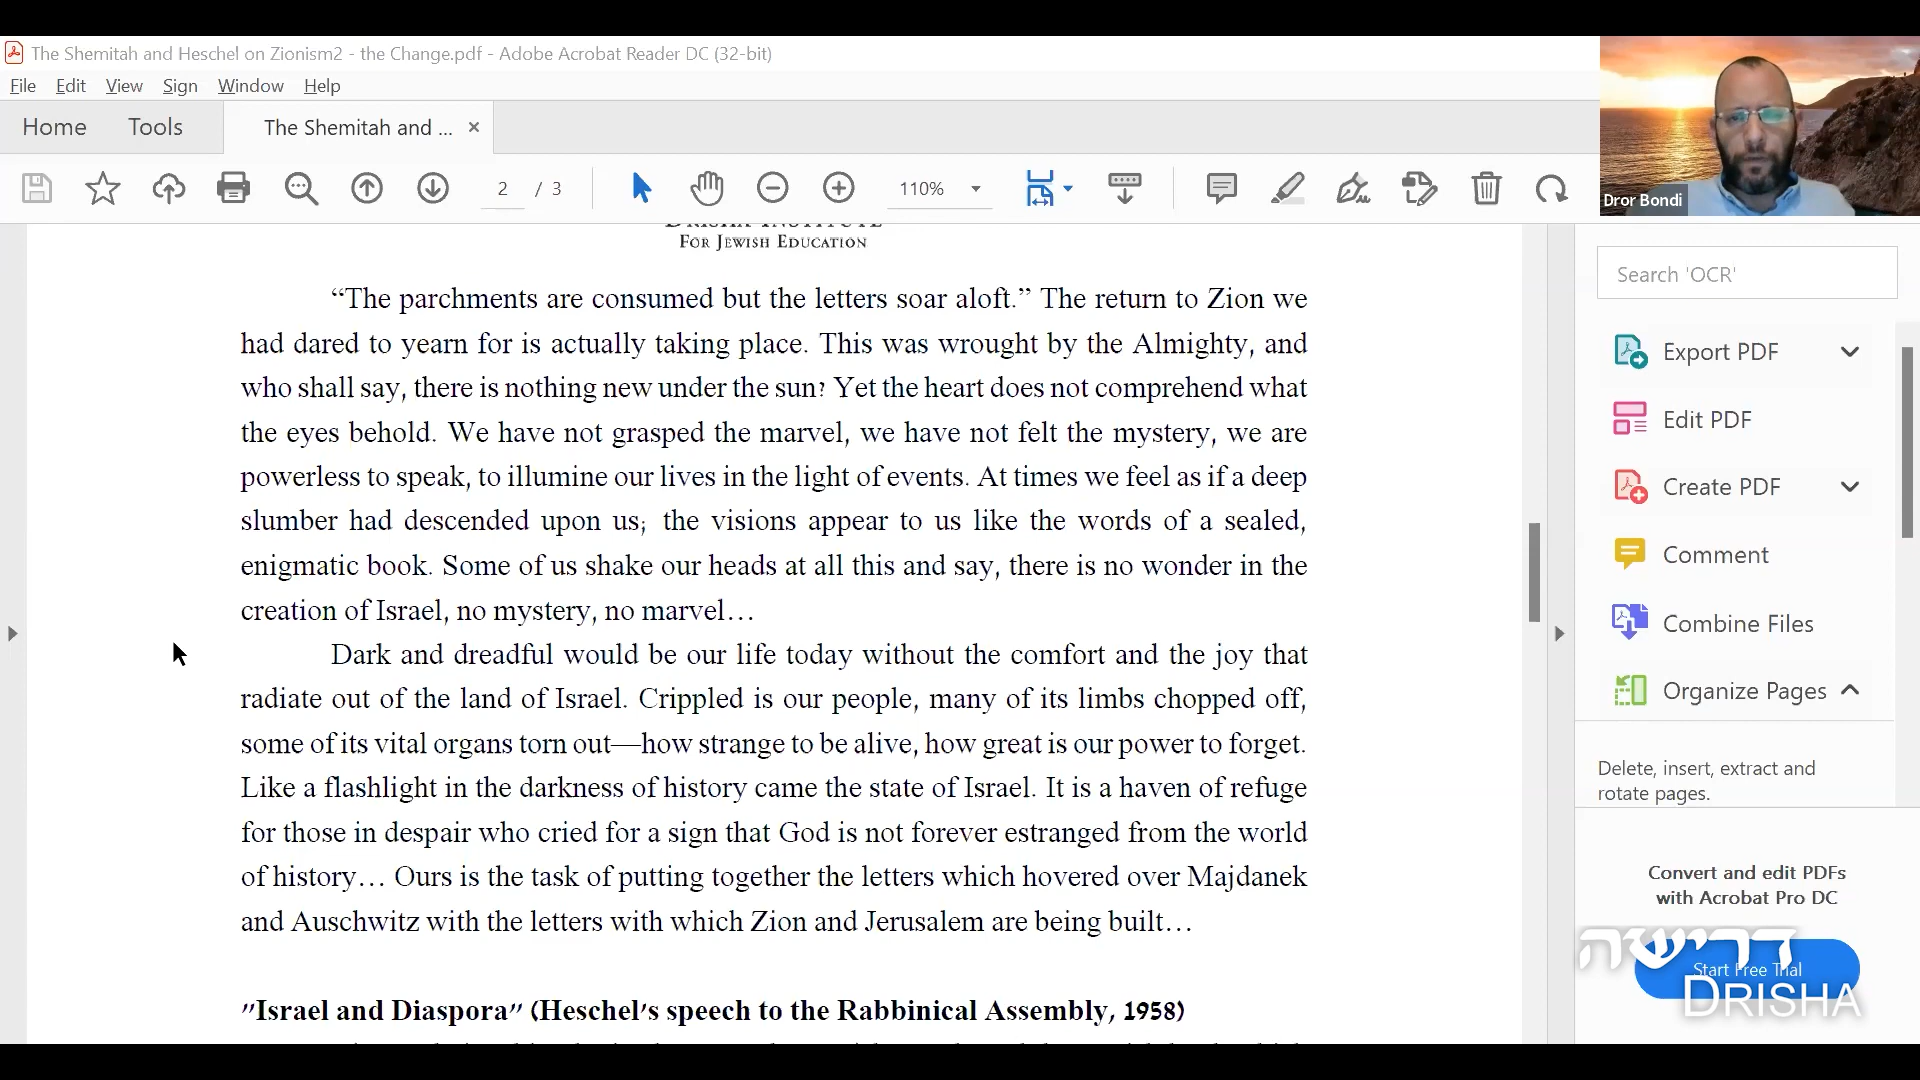 The Shemitah and Heschel on Zionism2 - the Change.pdf - Adobe Acrobat Reader DC (32-bit)
File Edit View Sign Window Help
Home Tools The Shemitah and ... ×
2 / 3 110%
Dror Bondi
DRISHA INSTITUTE
FOR JEWISH EDUCATION
“The parchments are consumed but the letters soar aloft.” The return to Zion we
had dared to yearn for is actually taking place. This was wrought by the Almighty, and
who shall say, there is nothing new under the sun? Yet the heart does not comprehend what
the eyes behold. We have not grasped the marvel, we have not felt the mystery, we are
powerless to speak, to illumine our lives in the light of events. At times we feel as if a deep
slumber had descended upon us; the visions appear to us like the words of a sealed,
enigmatic book. Some of us shake our heads at all this and say, there is no wonder in the
creation of Israel, no mystery, no marvel…
Dark and dreadful would be our life today without the comfort and the joy that
radiate out of the land of Israel. Crippled is our people, many of its limbs chopped off,
some of its vital organs torn out—how strange to be alive, how great is our power to forget.
Like a flashlight in the darkness of history came the state of Israel. It is a haven of refuge
for those in despair who cried for a sign that God is not forever estranged from the world
of history… Ours is the task of putting together the letters which hovered over Majdanek
and Auschwitz with the letters with which Zion and Jerusalem are being built…
"Israel and Diaspora" (Heschel's speech to the Rabbinical Assembly, 1958)
Search 'OCR'
Export PDF
Edit PDF
Create PDF
Comment
Combine Files
Organize Pages
Delete, insert, extract and
rotate pages.
Convert and edit PDFs
with Acrobat Pro DC
Start Free Trial
דרישה
DRISHA